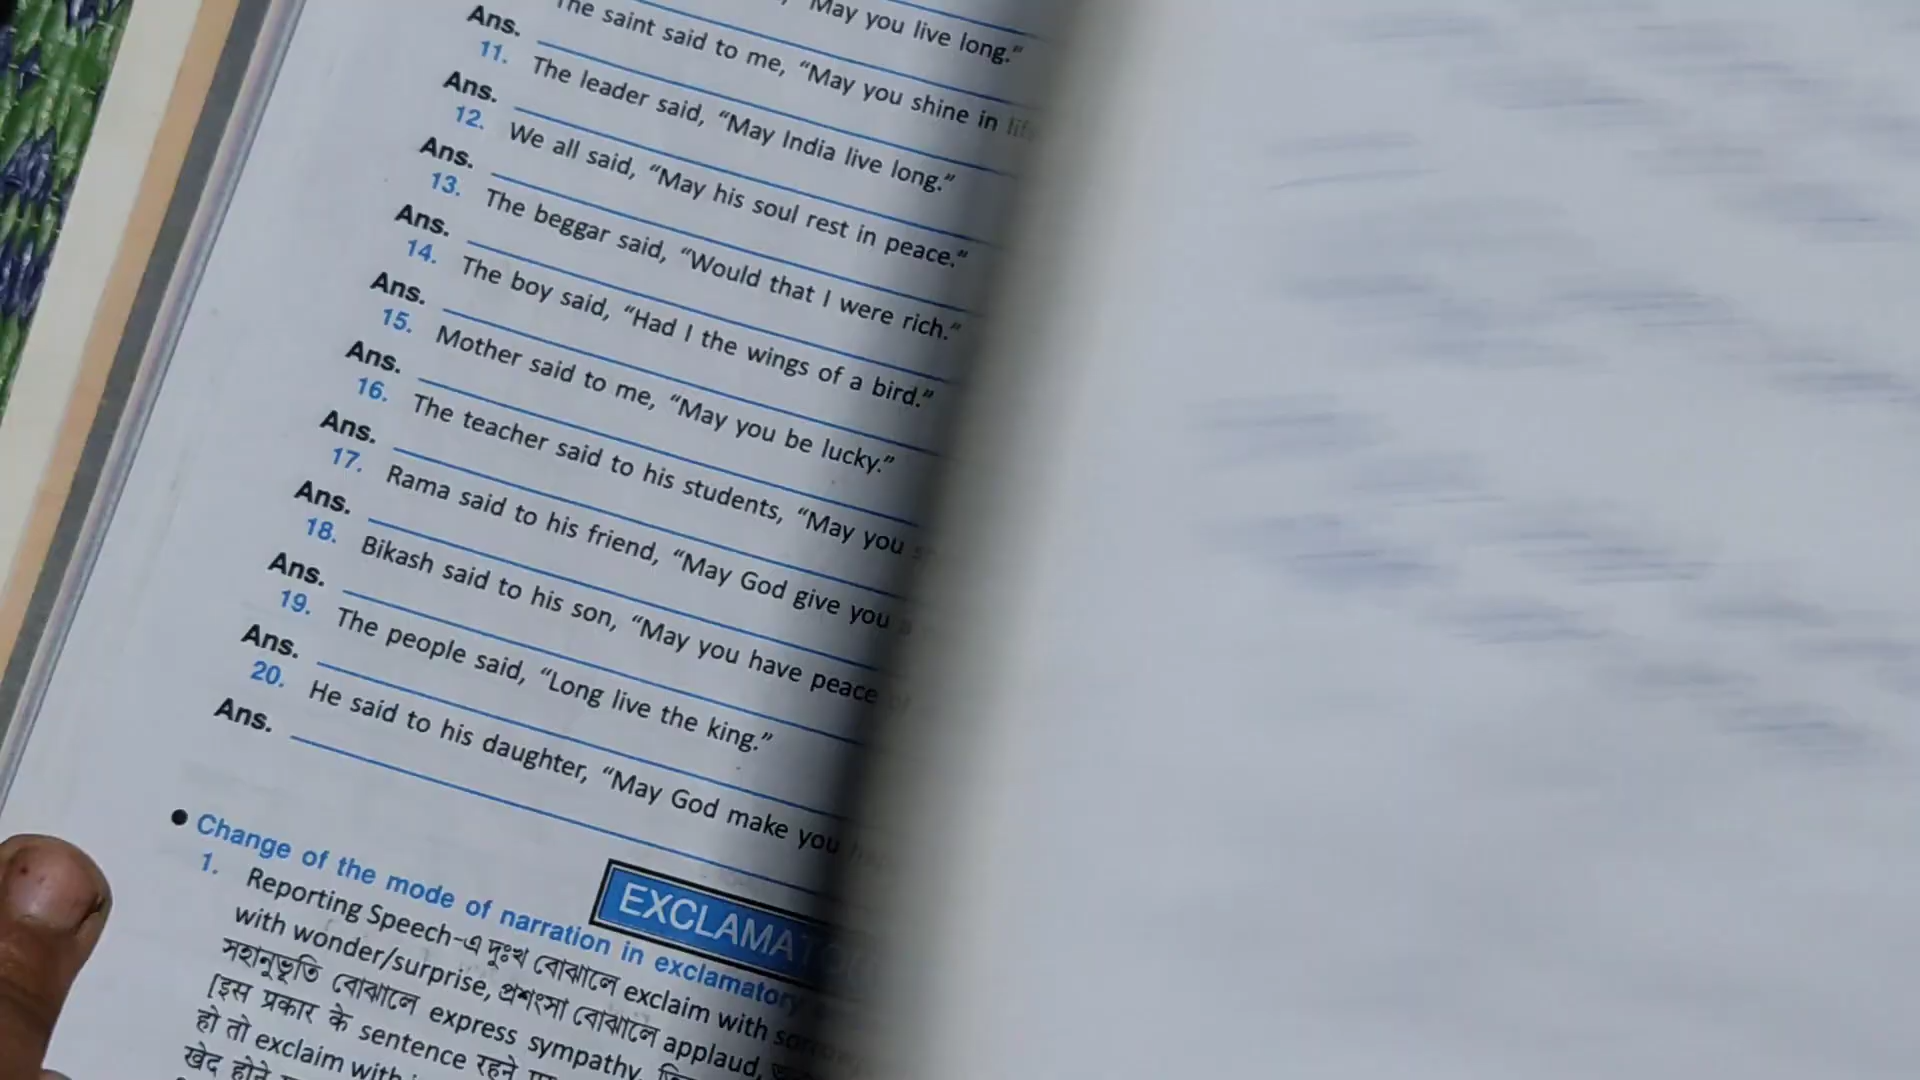 "May you live long."
The saint said to me, "May you shine in
Ans.
11. The leader said, "May India live long."
Ans.
12. We all said, "May his soul rest in peace."
Ans.
13. The beggar said, "Would that I were rich."
Ans.
14. The boy said, "Had I the wings of a bird."
Ans.
15. Mother said to me, "May you be lucky."
Ans.
16. The teacher said to his students, "May you
Ans.
17. Rama said to his friend, "May God give you
Ans.
18. Bikash said to his son, "May you have peace
Ans.
19. The people said, "Long live the king."
Ans.
20. He said to his daughter, "May God make you
Ans.
EXCLAMAT
• Change of the mode of narration in exclamatory
1. Reporting Speech-এ দুঃখ বোঝালে exclaim with
with wonder/surprise, প্রশংসা বোঝালে applaud,
সহানুভূতি বোঝালে express sympathy,
[इस प्रकार के sentence रहने
हो तो exclaim with
खेद होने